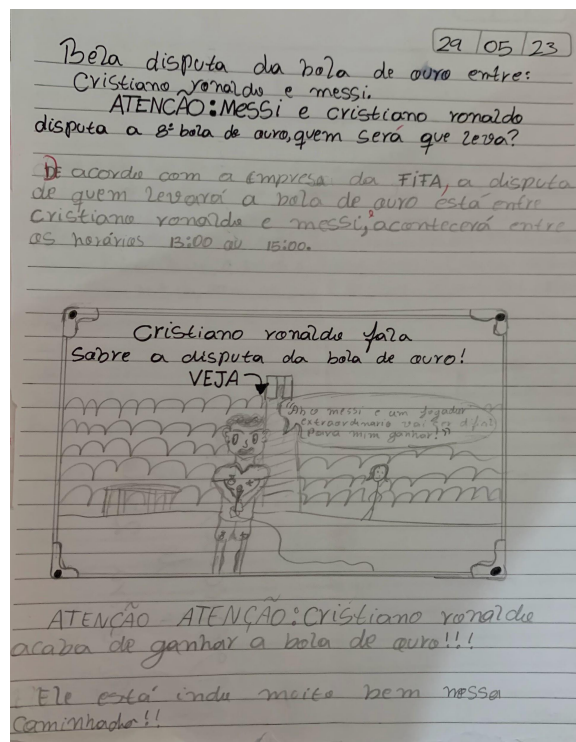 29 05 23
Bela disputa da bola de ouro entre:
Cristiano ronaldo e messi.
ATENCÃO: Messi e cristiano ronaldo
disputa a 8ª bola de ouro, quem será que leva?
De acordo com a empresa da FiFA, a disputa
de quem levará a bola de ouro está entre
cristiano ronaldo e messi, acontecerá entre
os horários 13:00 ou 15:00.
Cristiano ronaldo fala
sobre a disputa da bola de ouro!
VEJA
"Ah o messi e um jogador
extraordinario vai ser difícil
Para mim ganhar!"
ATENÇÃO ATENÇÃO: Cristiano ronaldo
acaba de ganhar a bola de ouro!!!
Ele está indo muito bem nessa
caminhada!!